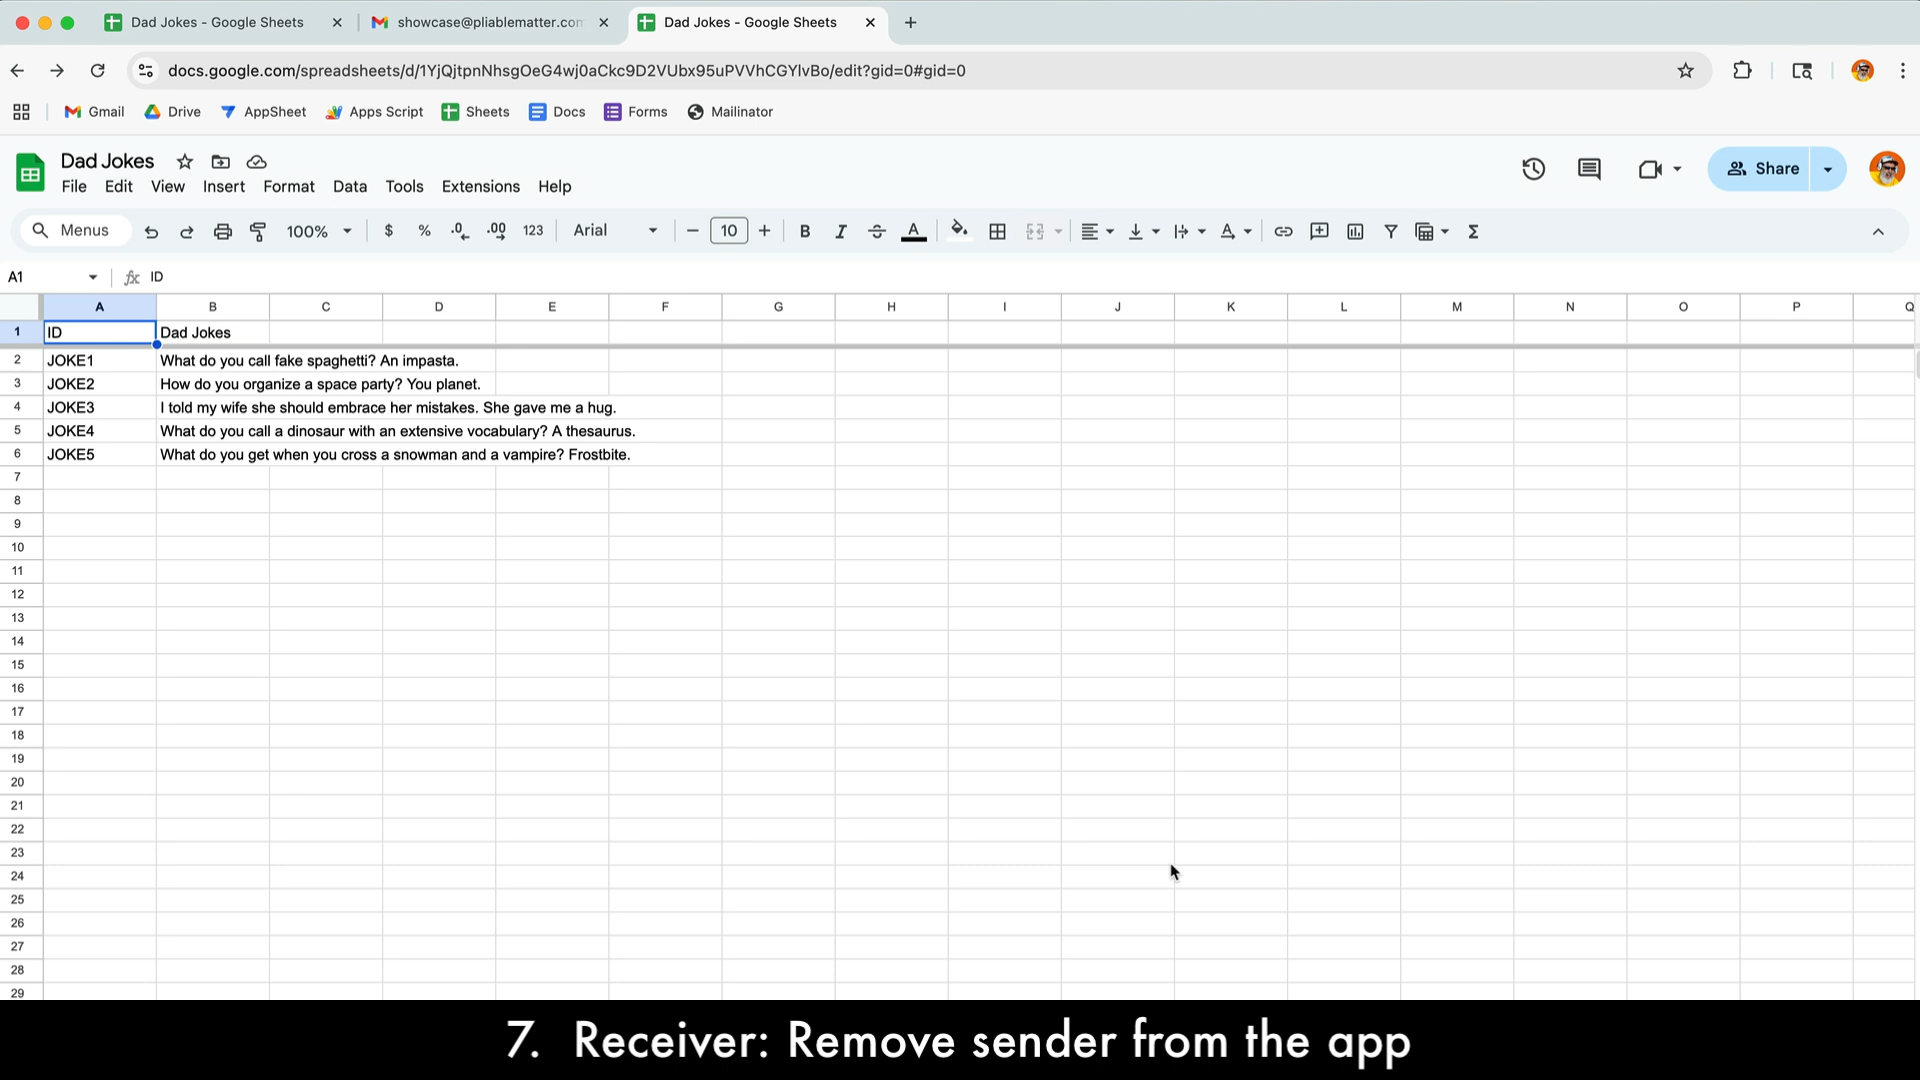 Dad Jokes - Google Sheets
showcase@pliablematter.com
Dad Jokes - Google Sheets
docs.google.com/spreadsheets/d/1YjQjtpnNhsgOeG4wj0aCkc9D2VUbx95uPVVhCGYlvBo/edit?gid=0#gid=0
Gmail Drive AppSheet Apps Script Sheets Docs Forms Mailinator
Dad Jokes
Share
File Edit View Insert Format Data Tools Extensions Help
Menus 100% $ % .0 .00 123 Arial 10 B I S A
A1 fx ID
A B C D E F G H I J K L M N O P Q
1 ID Dad Jokes
2 JOKE1 What do you call fake spaghetti? An impasta.
3 JOKE2 How do you organize a space party? You planet.
4 JOKE3 I told my wife she should embrace her mistakes. She gave me a hug.
5 JOKE4 What do you call a dinosaur with an extensive vocabulary? A thesaurus.
6 JOKE5 What do you get when you cross a snowman and a vampire? Frostbite.
7
8
9
10
11
12
13
14
15
16
17
18
19
20
21
22
23
24
25
26
27
28
29
7. Receiver: Remove sender from the app